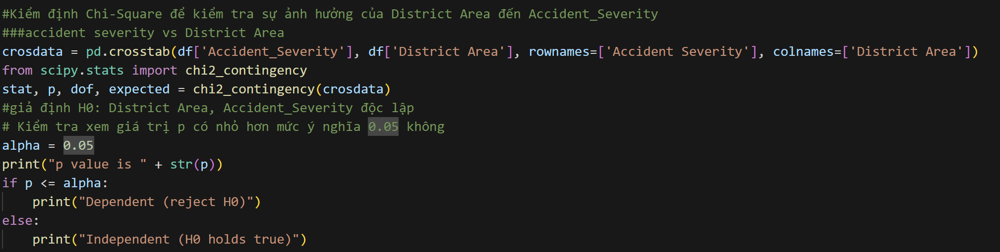 #Kiểm định Chi-Square để kiểm tra sự ảnh hưởng của District Area đến Accident_Severity
###accident severity vs District Area
crosdata = pd.crosstab(df['Accident_Severity'], df['District Area'], rownames=['Accident Severity'], colnames=['District Area'])
from scipy.stats import chi2_contingency
stat, p, dof, expected = chi2_contingency(crosdata)
#giả định H0: District Area, Accident_Severity độc lập
# Kiểm tra xem giá trị p có nhỏ hơn mức ý nghĩa 0.05 không
alpha = 0.05
print("p value is " + str(p))
if p <= alpha:
    print("Dependent (reject H0)")
else:
    print("Independent (H0 holds true)")